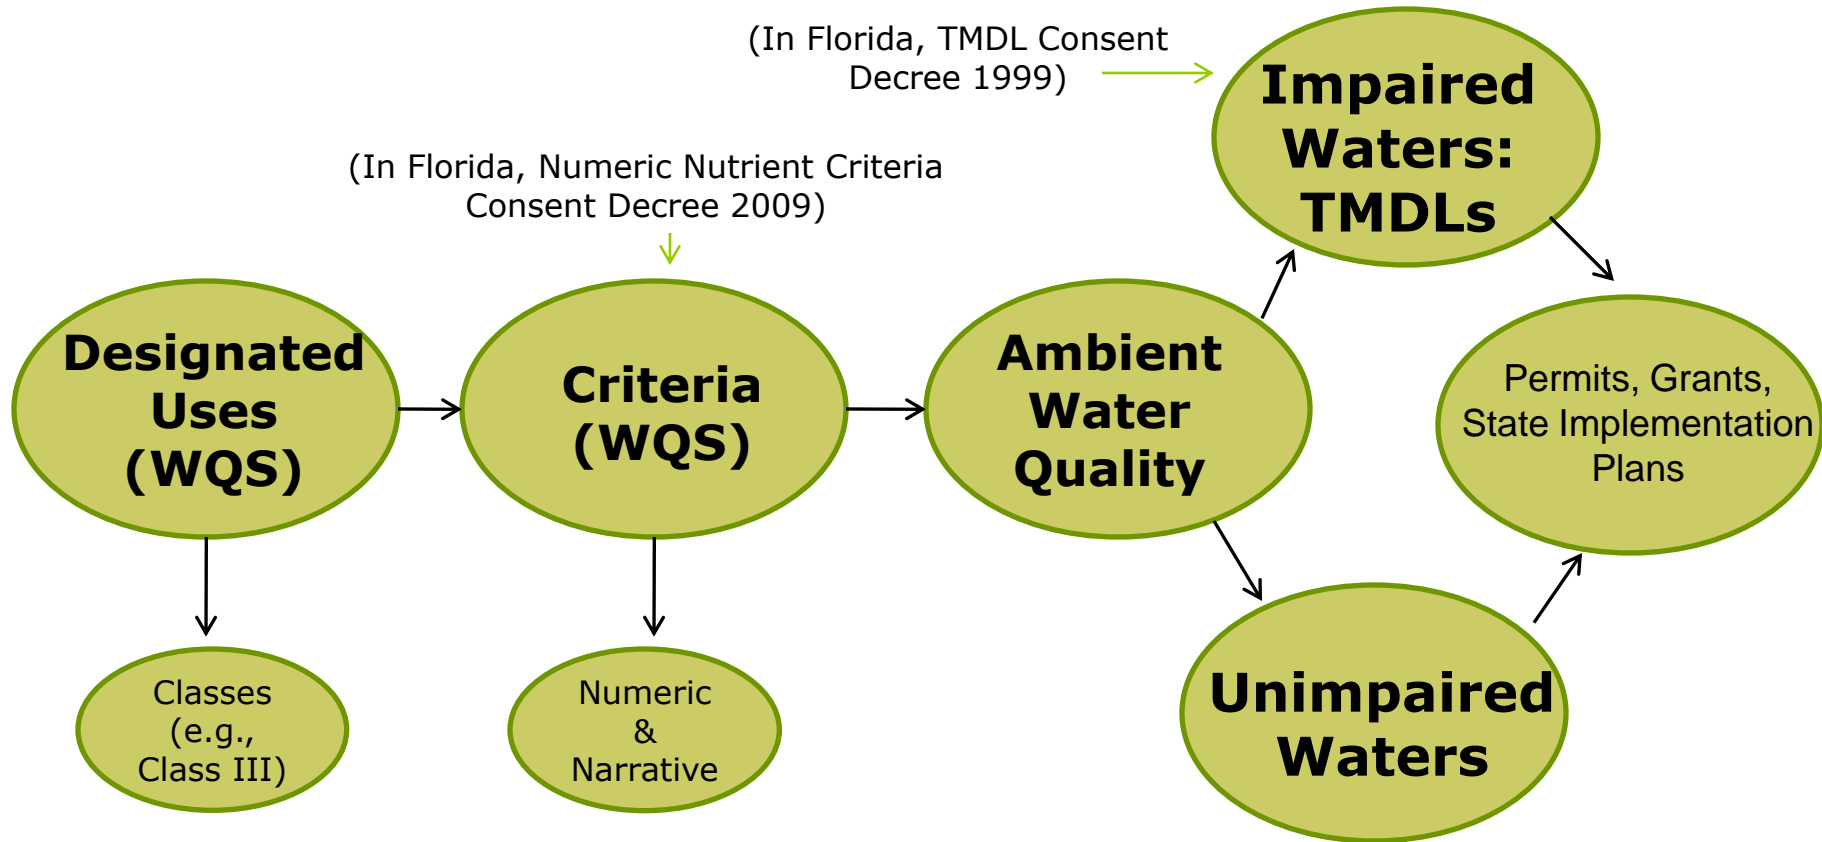 (In Florida, TMDL Consent
Decree 1999)
Impaired
Waters:
TMDLs
(In Florida, Numeric Nutrient Criteria
Consent Decree 2009)
Designated
Uses
(WQS)
Criteria
(WQS)
Ambient
Water
Quality
Permits, Grants,
State Implementation
Plans
Classes
(e.g.,
Class III)
Numeric
&
Narrative
Unimpaired
Waters